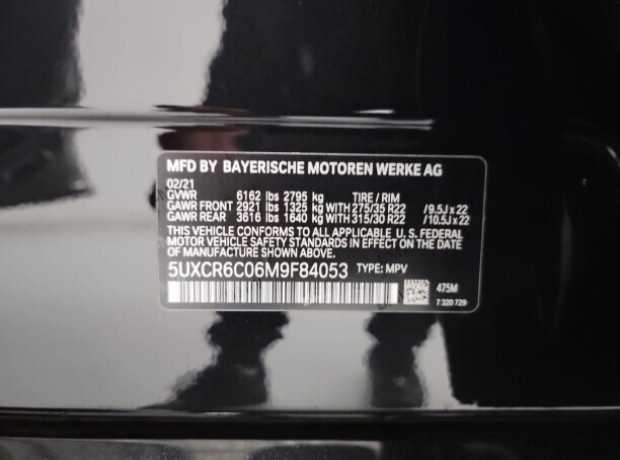 MFD BY BAYERISCHE MOTOREN WERKE AG
02/21
GVWR 6162 lbs 2795 kg TIRE / RIM
GAWR FRONT 2921 lbs 1325 kg WITH 275/35 R22 /9.5J x 22
GAWR REAR 3616 lbs 1640 kg WITH 315/30 R22 /10.5J x 22
THIS VEHICLE CONFORMS TO ALL APPLICABLE U. S. FEDERAL
MOTOR VEHICLE SAFETY STANDARDS IN EFFECT ON THE DATE
OF MANUFACTURE SHOWN ABOVE.
5UXCR6C06M9F84053 TYPE: MPV
475M
7 320 729